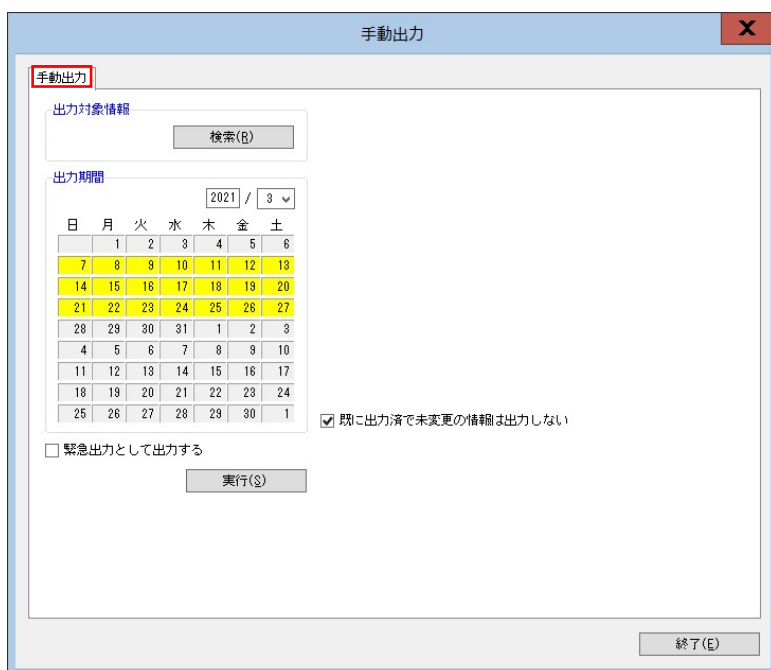 手動出力
X
手動出力
出力対象情報
検索(R)
出力期間
2021 / 3
日 月 火 水 木 金 土
1 2 3 4 5 6
7 8 9 10 11 12 13
14 15 16 17 18 19 20
21 22 23 24 25 26 27
28 29 30 31 1 2 3
4 5 6 7 8 9 10
11 12 13 14 15 16 17
18 19 20 21 22 23 24
25 26 27 28 29 30 1
既に出力済で未変更の情報は出力しない
緊急出力として出力する
実行(S)
終了(E)